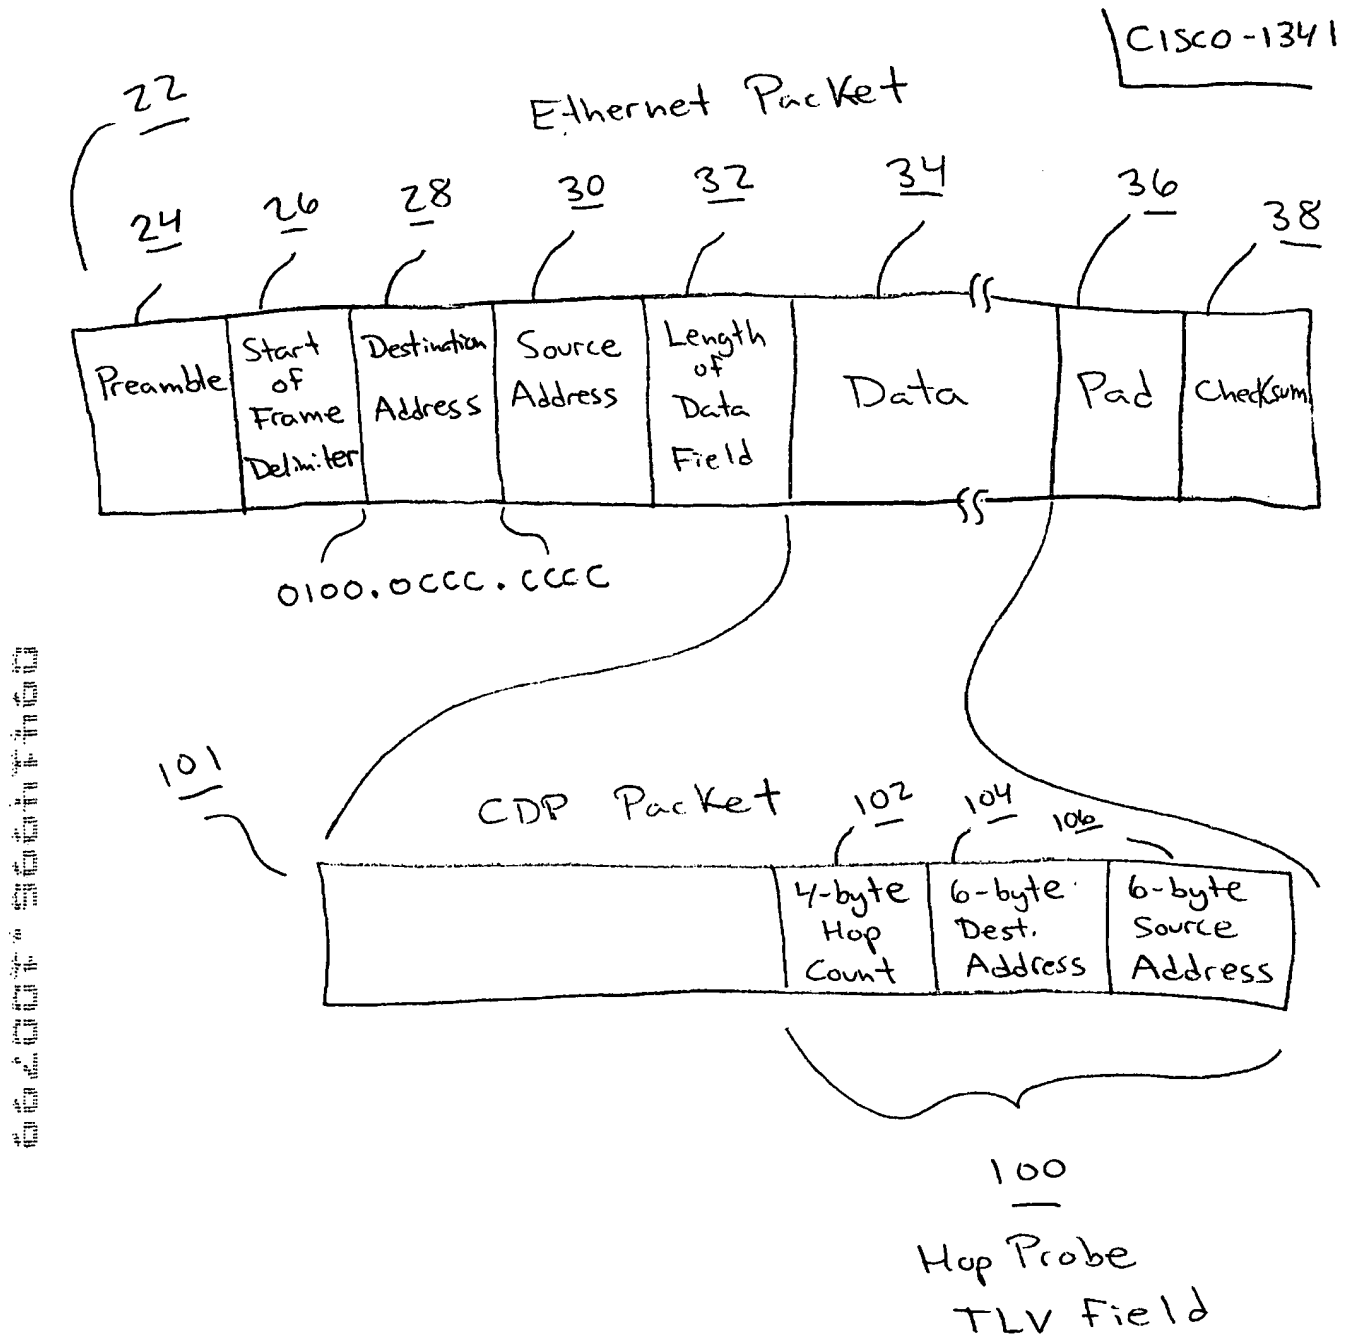 CISCO-1341
22
Ethernet Packet
24
26
28
30
32
34
36
38
Preamble
Start
of
Frame
Delimiter
Destination
Address
Source
Address
Length
of
Data
Field
Data
Pad
Checksum
0100.0CCC.CCCC
101
CDP Packet
102
104
106
4-byte
Hop
Count
6-byte
Dest.
Address
6-byte
Source
Address
100
Hop Probe
TLV Field